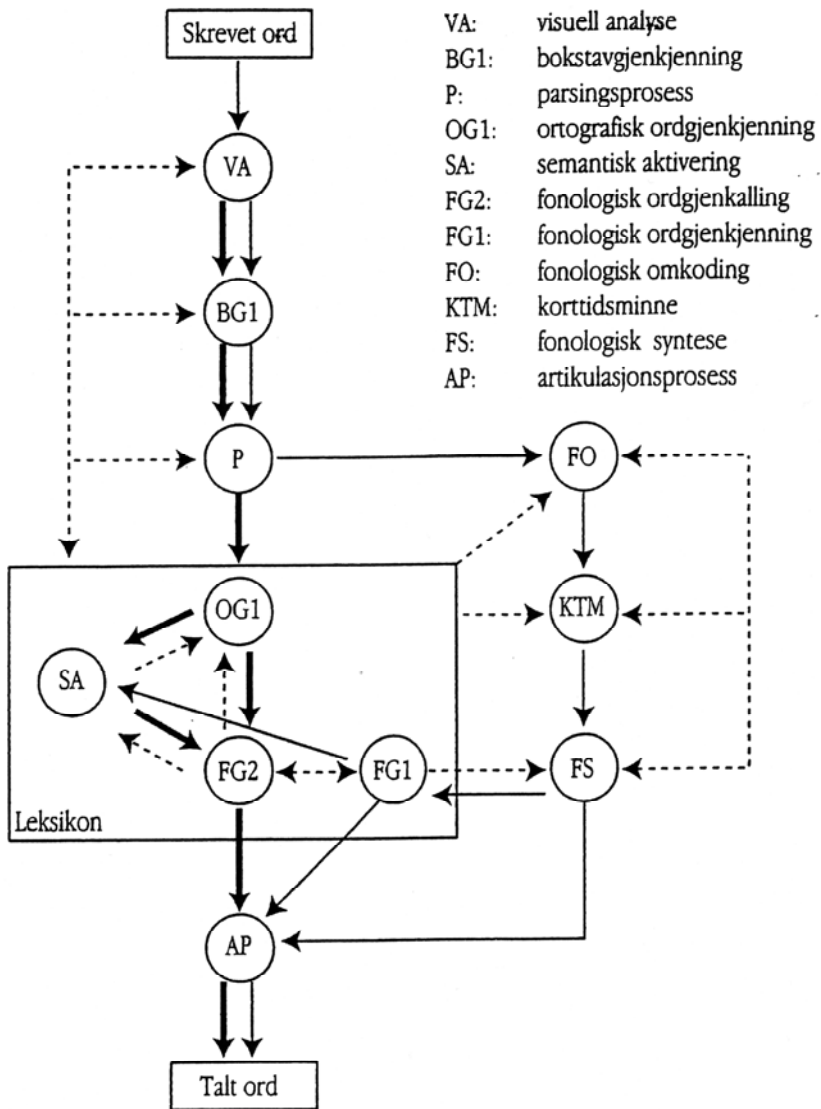 Skrevet ord
VA: visuell analyse
BG1: bokstavgjenkjenning
P: parsingsprosess
OG1: ortografisk ordgjenkjenning
SA: semantisk aktivering
FG2: fonologisk ordgjenkalling
FG1: fonologisk ordgjenkjenning
FO: fonologisk omkoding
KTM: korttidsminne
FS: fonologisk syntese
AP: artikulasjonsprosess
VA
BG1
P
FO
OG1
KTM
SA
FG2
FG1
FS
Leksikon
AP
Talt ord